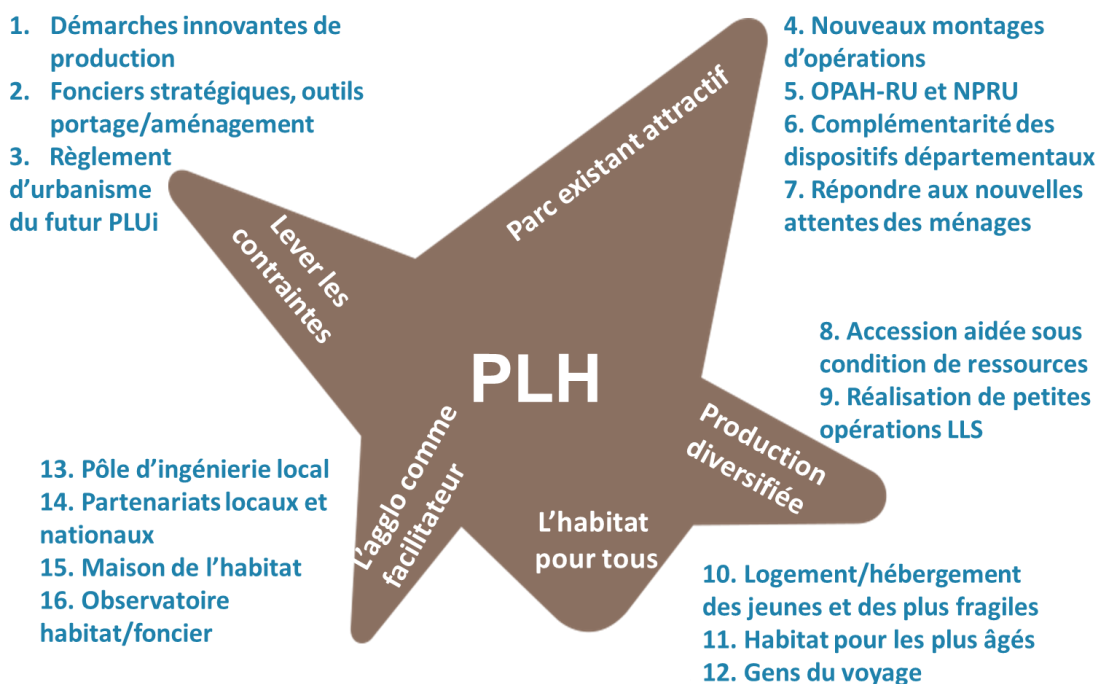 1. Démarches innovantes de
production
2. Fonciers stratégiques, outils
portage/aménagement
3. Règlement
d'urbanisme
du futur PLUi
Lever les
contraintes
Parc existant attractif
4. Nouveaux montages
d'opérations
5. OPAH-RU et NPRU
6. Complémentarité des
dispositifs départementaux
7. Répondre aux nouvelles
attentes des ménages
PLH
Production
diversifiée
8. Accession aidée sous
condition de ressources
9. Réalisation de petites
opérations LLS
L'habitat
pour tous
10. Logement/hébergement
des jeunes et des plus fragiles
11. Habitat pour les plus âgés
12. Gens du voyage
L'agglo comme
facilitateur
13. Pôle d'ingénierie local
14. Partenariats locaux et
nationaux
15. Maison de l'habitat
16. Observatoire
habitat/foncier